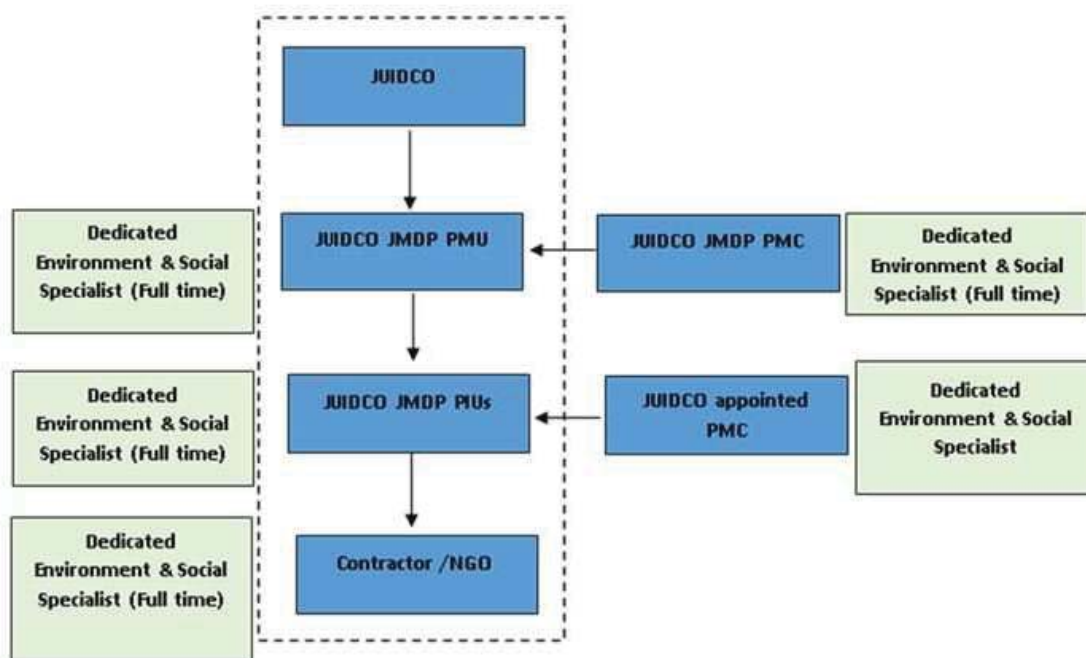 JUIDCO
Dedicated
Environment & Social
Specialist (Full time)
JUIDCO JMDP PMU
JUIDCO JMDP PMC
Dedicated
Environment & Social
Specialist (Full time)
Dedicated
Environment & Social
Specialist (Full time)
JUIDCO JMDP PIUs
JUIDCO appointed
PMC
Dedicated
Environment & Social
Specialist
Dedicated
Environment & Social
Specialist (Full time)
Contractor /NGO